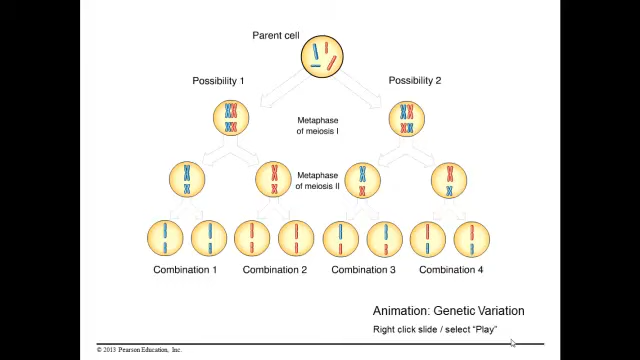 Parent cell
Possibility 1
Possibility 2
Metaphase
of meiosis I
Metaphase
of meiosis II
Combination 1
Combination 2
Combination 3
Combination 4
Animation: Genetic Variation
Right click slide / select “Play”
© 2013 Pearson Education, Inc.